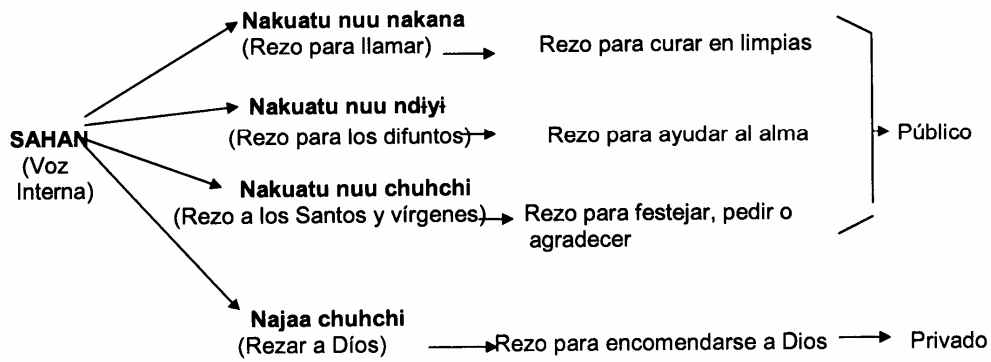 Nakuatu nuu nakana
(Rezo para llamar)
Rezo para curar en limpias
Nakuatu nuu ndɨyɨ
(Rezo para los difuntos)
Rezo para ayudar al alma
Público
SAHAN
(Voz
Interna)
Nakuatu nuu chuhchi
(Rezo a los Santos y vírgenes)
Rezo para festejar, pedir o
agradecer
Najaa chuhchi
(Rezar a Díos)
Rezo para encomendarse a Dios
Privado